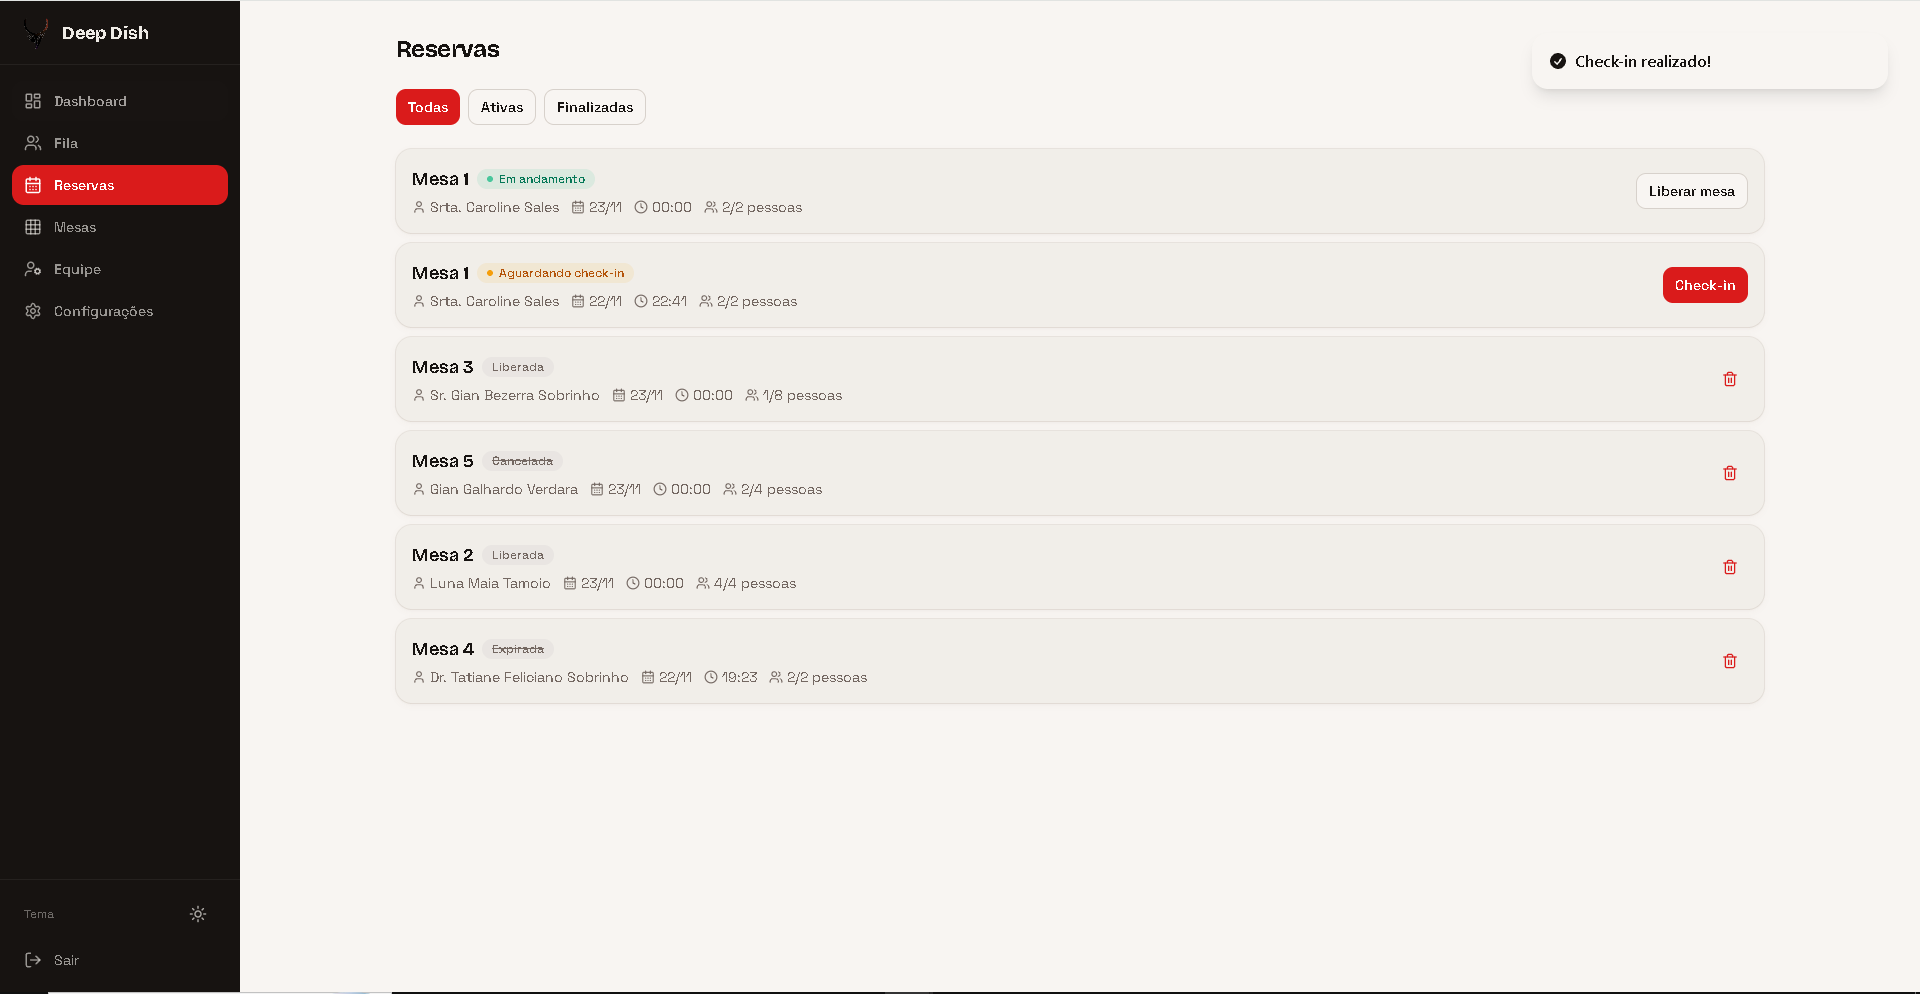 Deep Dish
Dashboard
Fila
Reservas
Mesas
Equipe
Configurações
Tema
Sair
Reservas
Check-in realizado!
Todas
Ativas
Finalizadas
Mesa 1 Em andamento
Srta. Caroline Sales 23/11 00:00 2/2 pessoas
Liberar mesa
Mesa 1 Aguardando check-in
Srta. Caroline Sales 22/11 22:41 2/2 pessoas
Check-in
Mesa 3 Liberada
Sr. Gian Bezerra Sobrinho 23/11 00:00 1/8 pessoas
Mesa 5 Cancelada
Gian Galhardo Verdara 23/11 00:00 2/4 pessoas
Mesa 2 Liberada
Luna Maia Tamoio 23/11 00:00 4/4 pessoas
Mesa 4 Expirada
Dr. Tatiane Feliciano Sobrinho 22/11 19:23 2/2 pessoas